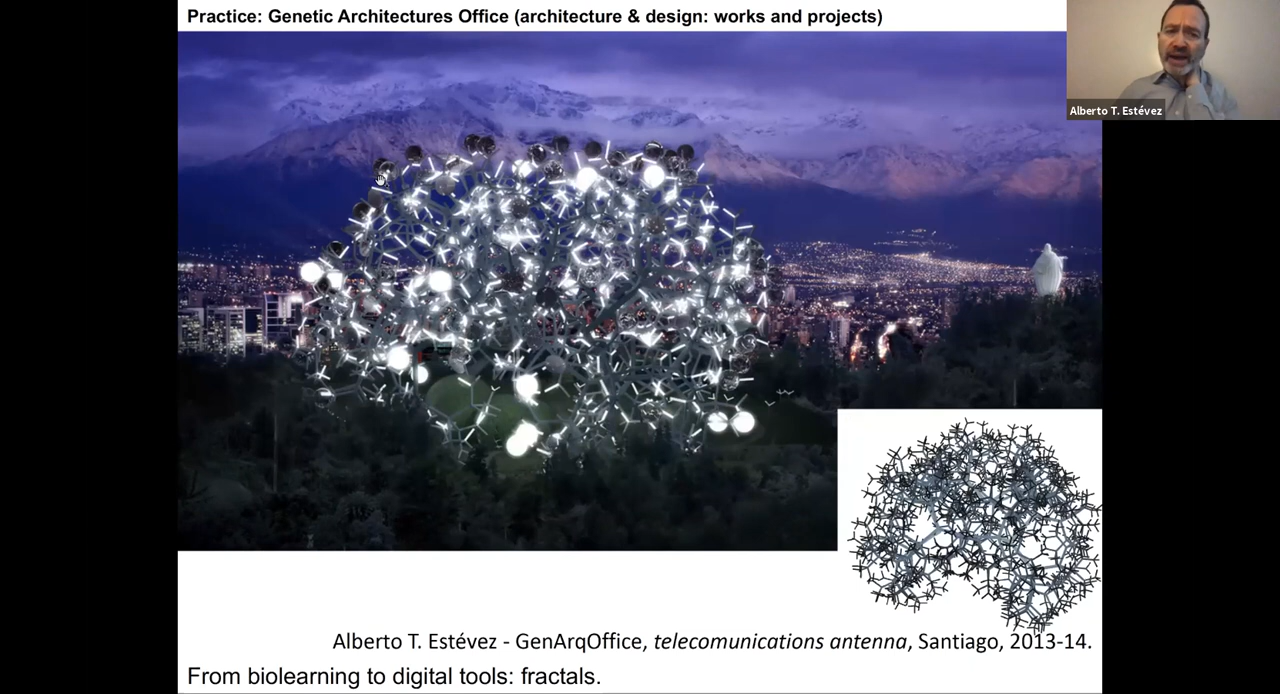 Practice: Genetic Architectures Office (architecture & design: works and projects)
Alberto T. Estévez
Alberto T. Estévez - GenArqOffice, telecomunications antenna, Santiago, 2013-14.
From biolearning to digital tools: fractals.